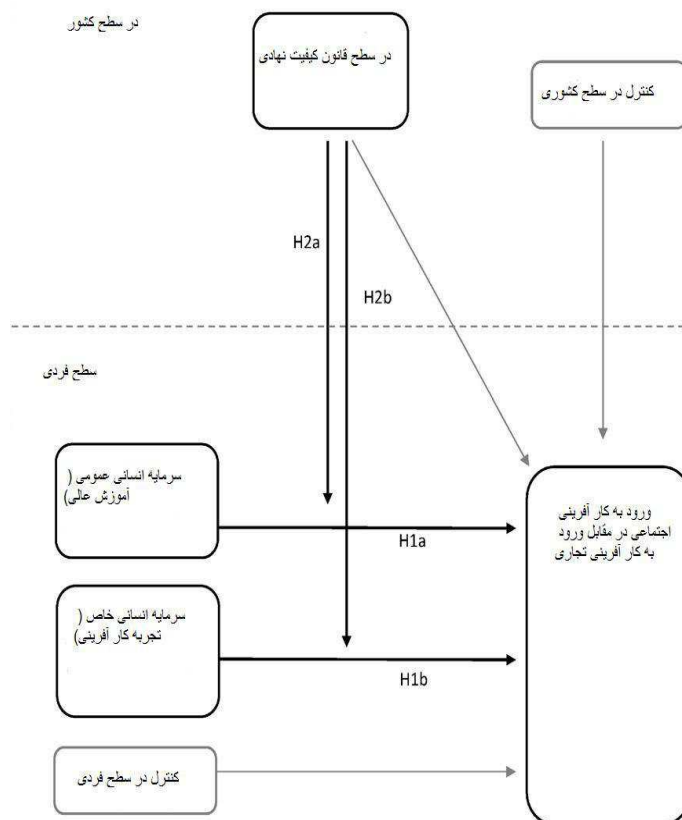 در سطح کشور
در سطح قانون کیفیت نهادی
کنترل در سطح کشوری
H2a
H2b
سطح فردی
سرمایه انسانی عمومی (
آموزش عالی)
ورود به کار آفرینی
اجتماعی در مقابل ورود
به کار آفرینی تجاری
H1a
سرمایه انسانی خاص (
تجربه کار آفرینی)
H1b
کنترل در سطح فردی